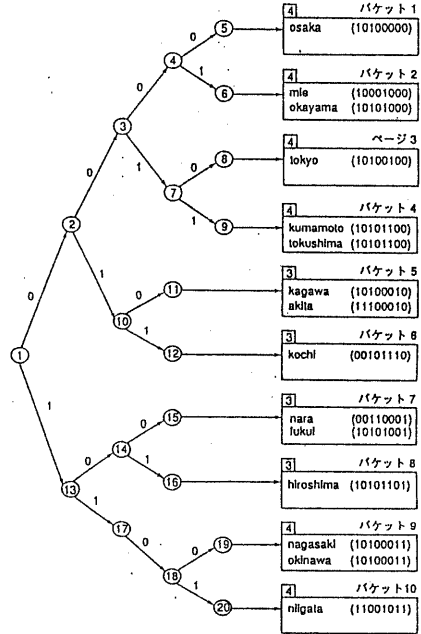 4 バケット1
osaka (10100000)
4 バケット2
mie (10001000)
okayama (10101000)
4 ページ3
tokyo (10100100)
4 バケット4
kumamoto (10101100)
tokushima (10101100)
3 バケット5
kagawa (10100010)
akita (11100010)
3 バケット6
kochi (00101110)
3 バケット7
nara (00110001)
fukui (10101001)
3 バケット8
hiroshima (10101101)
4 バケット9
nagasaki (10100011)
okinawa (10100011)
4 バケット10
niigata (11001011)
0 5
4
1 6
0
3
0 8
1
7
1 9
0
2
0 11
1
10
1 12
0
1
1
0 15
0 14
1 16
13
1
17
0
0 19
18
1 20